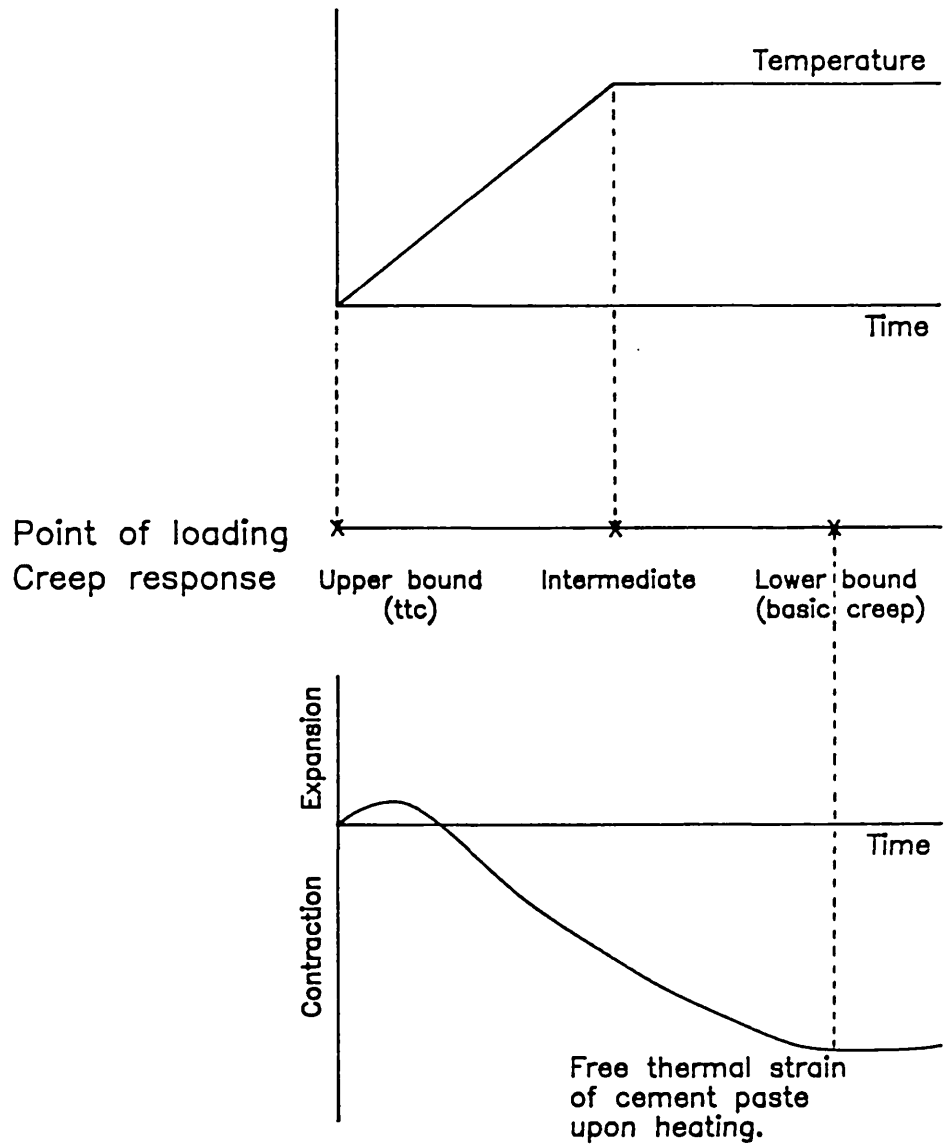 Temperature
Time
Point of loading
Creep response
Upper bound
(ttc)
Intermediate
Lower bound
(basic creep)
Expansion
Contraction
Time
Free thermal strain
of cement paste
upon heating.